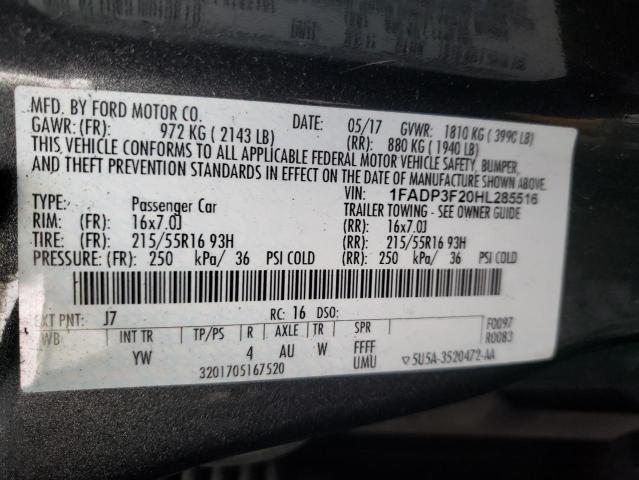 MFD. BY FORD MOTOR CO. DATE: 05/17 GVWR: 1810 KG (3990 LB)
GAWR: (FR): 972 KG (2143 LB) (RR): 880 KG (1940 LB)
THIS VEHICLE CONFORMS TO ALL APPLICABLE FEDERAL MOTOR VEHICLE SAFETY, BUMPER,
AND THEFT PREVENTION STANDARDS IN EFFECT ON THE DATE OF MANUFACTURE SHOWN ABOVE.
VIN: 1FADP3F20HL285516
TYPE: Passenger Car TRAILER TOWING - SEE OWNER GUIDE
RIM: (FR): 16x7.0J (RR): 16x7.0J
TIRE: (FR): 215/55R16 93H (RR): 215/55R16 93H
PRESSURE: (FR): 250 kPa/ 36 PSI COLD (RR): 250 kPa/ 36 PSI COLD
EXT PNT: J7 RC: 16 DSO:
WB INT TR TP/PS R AXLE TR SPR F0097
R0083
YW 4 AU W FFFF
UMU
3201705167520 5U5A-3520472-AA